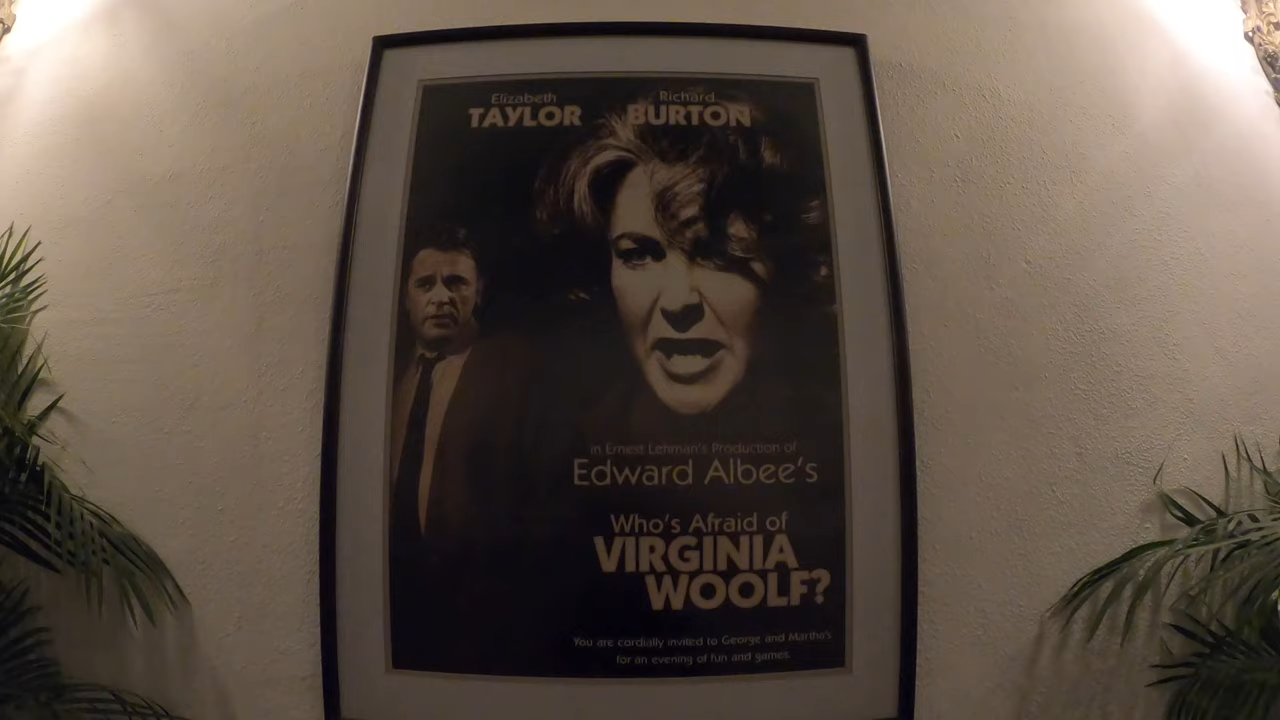 Elizabeth Richard
TAYLOR BURTON
in Ernest Lehman's Production of
Edward Albee's
Who's Afraid of
VIRGINIA
WOOLF?
You are cordially invited to George and Martha's
for an evening of fun and games.